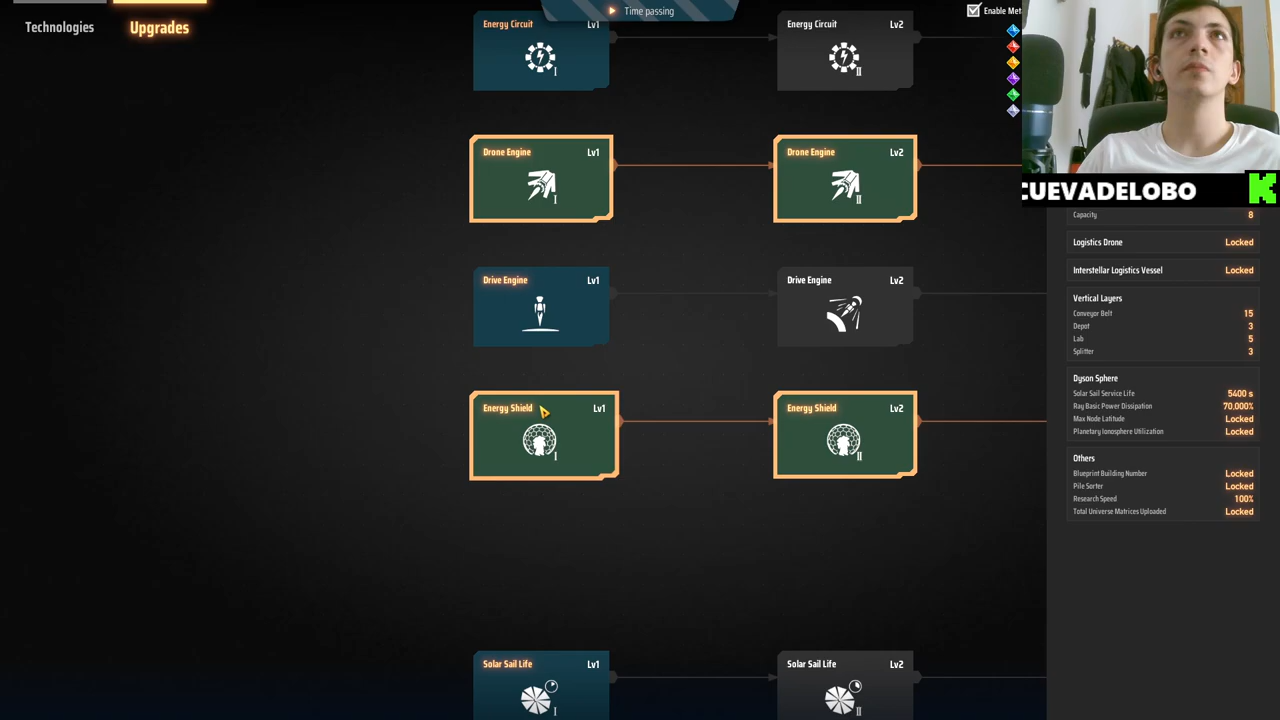 Time passing
Technologies
Upgrades
Energy Circuit Lv1
I
Energy Circuit Lv2
II
Drone Engine Lv1
I
Drone Engine Lv2
II
Drive Engine Lv1
Drive Engine Lv2
Energy Shield Lv1
I
Energy Shield Lv2
II
Solar Sail Life Lv1
I
Solar Sail Life Lv2
II
Enable Met
CUEVADELOBO
Capacity 8
Logistics Drone Locked
Interstellar Logistics Vessel Locked
Vertical Layers
Conveyor Belt 15
Depot 3
Lab 5
Splitter 3
Dyson Sphere
Solar Sail Service Life 5400 s
Ray Basic Power Dissipation 70.000%
Max Node Latitude Locked
Planetary Ionosphere Utilization Locked
Others
Blueprint Building Number Locked
Pile Sorter Locked
Research Speed 100%
Total Universe Matrices Uploaded Locked